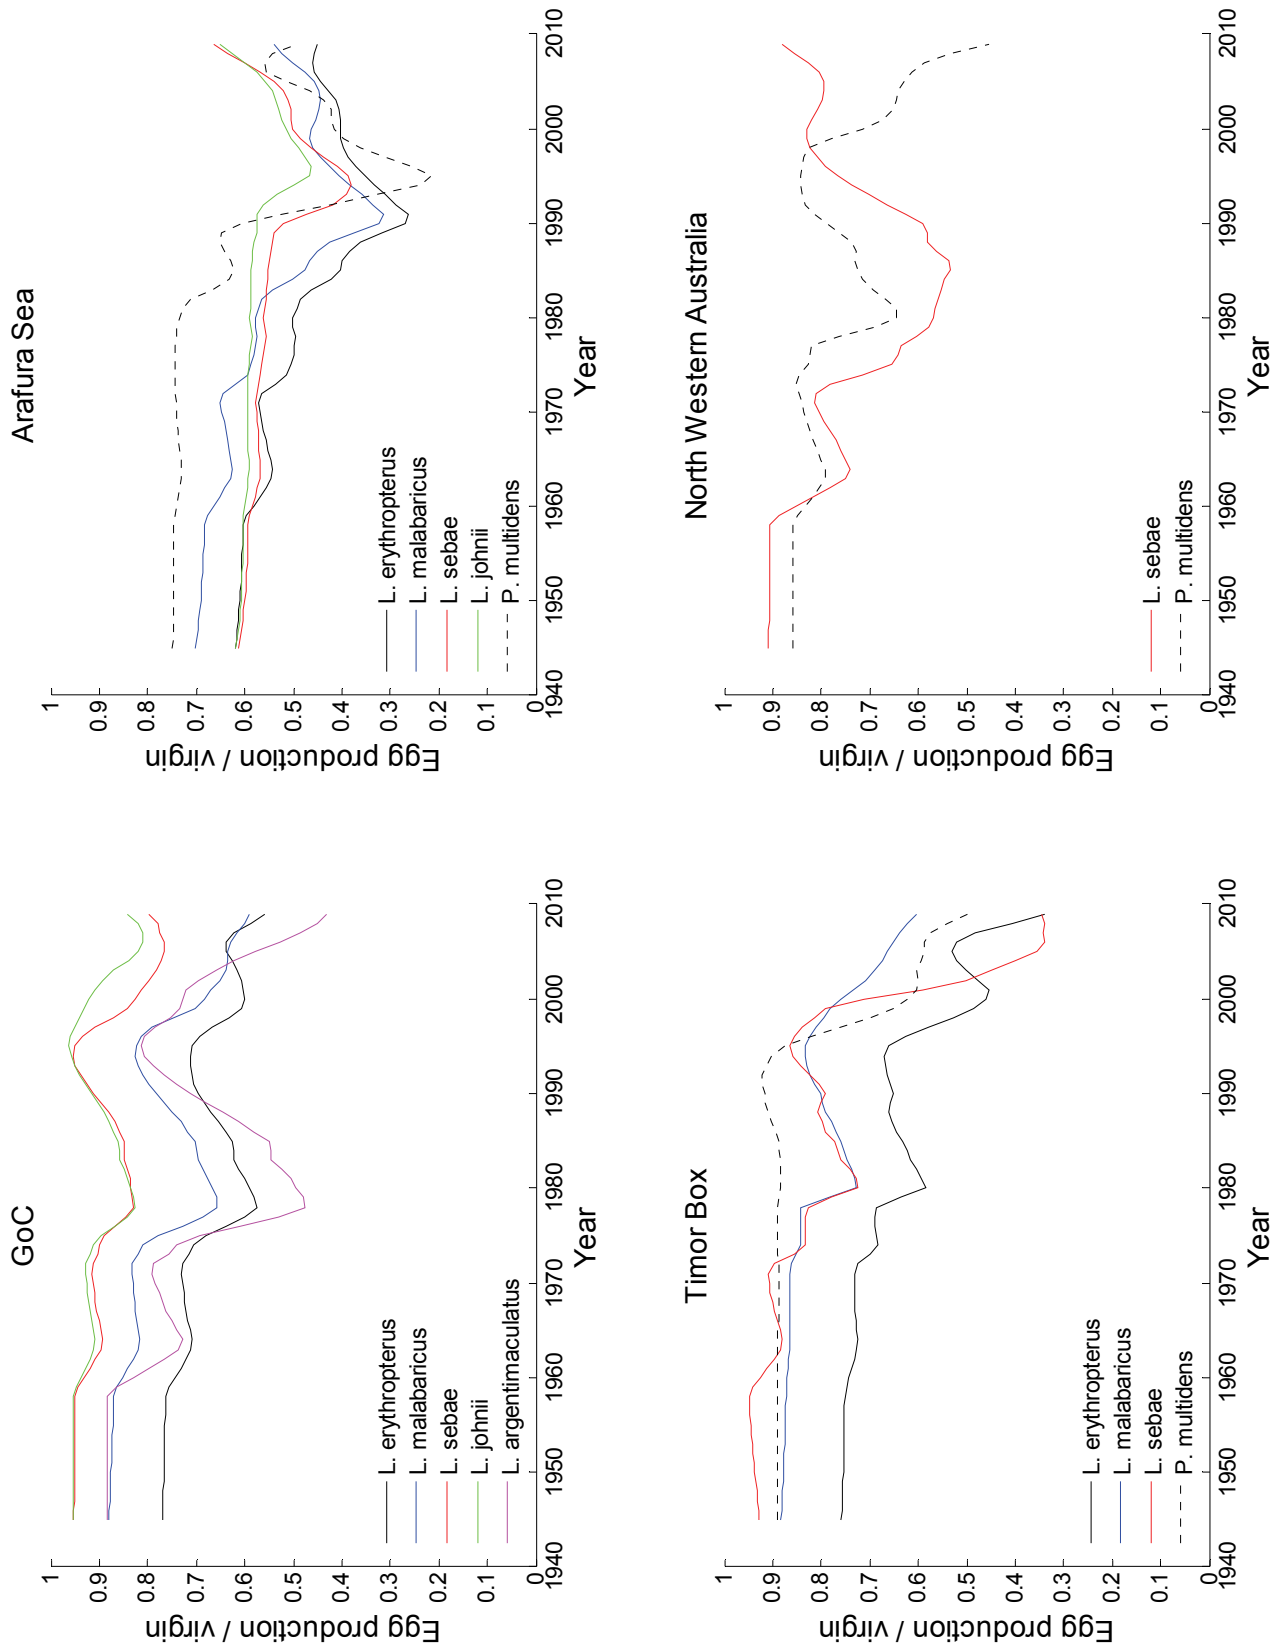 GoC
1
0.9
0.8
0.7
0.6
0.5
0.4
0.3
0.2
0.1
0
Egg production / virgin
L. erythropterus
L. malabaricus
L. sebae
L. johnii
L. argentimaculatus
1940 1950 1960 1970 1980 1990 2000 2010
Year
Arafura Sea
1
0.9
0.8
0.7
0.6
0.5
0.4
0.3
0.2
0.1
0
Egg production / virgin
L. erythropterus
L. malabaricus
L. sebae
L. johnii
P. multidens
1940 1950 1960 1970 1980 1990 2000 2010
Year
Timor Box
1
0.9
0.8
0.7
0.6
0.5
0.4
0.3
0.2
0.1
0
Egg production / virgin
L. erythropterus
L. malabaricus
L. sebae
P. multidens
1940 1950 1960 1970 1980 1990 2000 2010
Year
North Western Australia
1
0.9
0.8
0.7
0.6
0.5
0.4
0.3
0.2
0.1
0
Egg production / virgin
L. sebae
P. multidens
1940 1950 1960 1970 1980 1990 2000 2010
Year